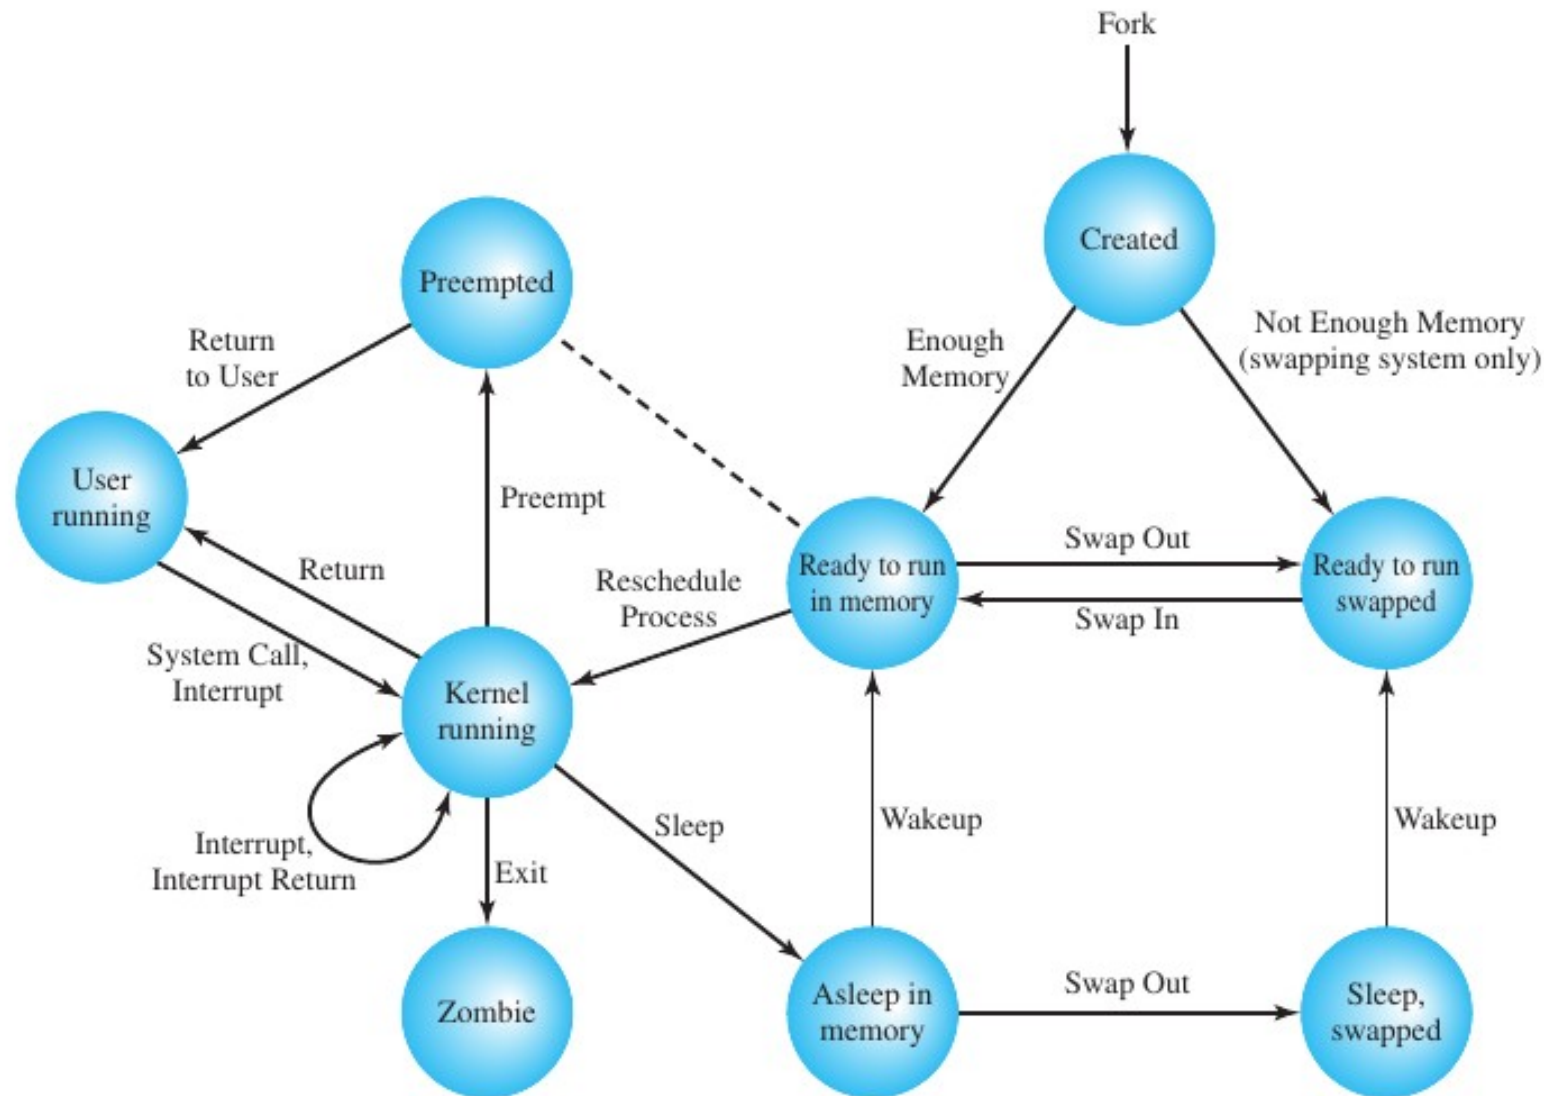 Fork
Created
Preempted
Return
to User
Enough
Memory
Not Enough Memory
(swapping system only)
User
running
Preempt
Return
Reschedule
Process
Ready to run
in memory
Swap Out
Swap In
Ready to run
swapped
System Call,
Interrupt
Kernel
running
Interrupt,
Interrupt Return
Sleep
Wakeup
Wakeup
Exit
Zombie
Asleep in
memory
Swap Out
Sleep,
swapped